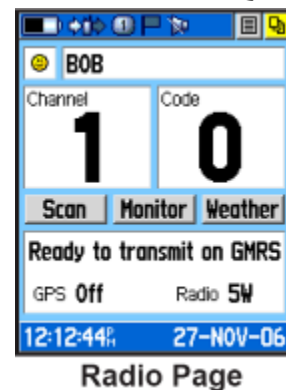 BOB
Channel Code
1 0
Scan Monitor Weather
Ready to transmit on GMRS
GPS Off Radio 5W
12:12:44PM 27-NOV-06
Radio Page